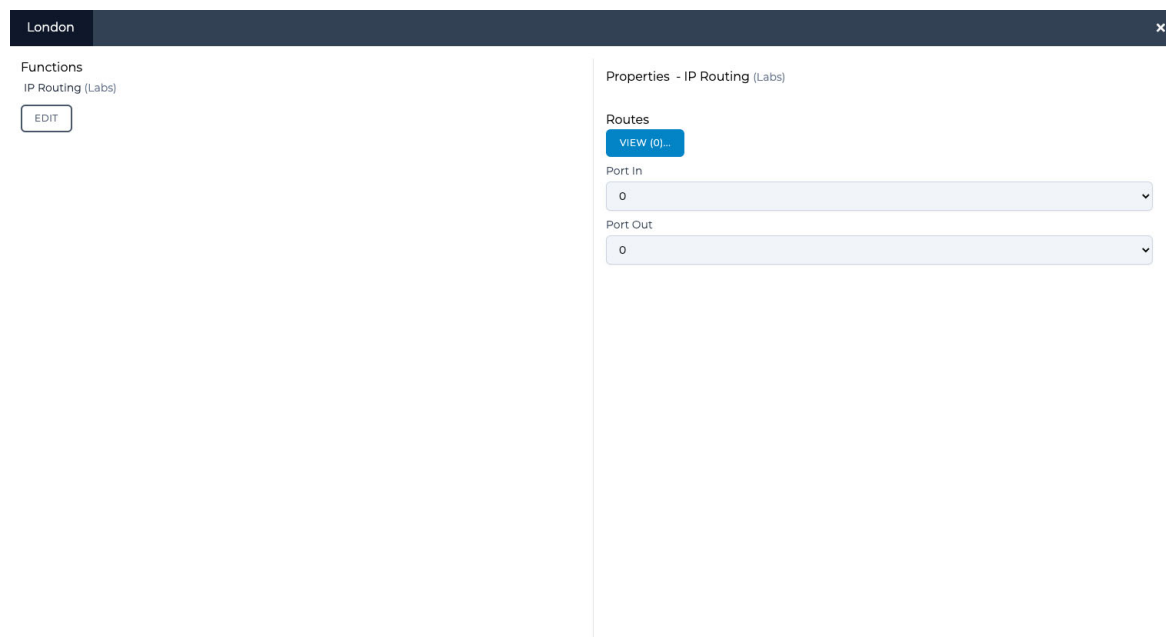 London
×
Functions
IP Routing (Labs)
EDIT
Properties - IP Routing (Labs)
Routes
VIEW (0)...
Port In
0
Port Out
0